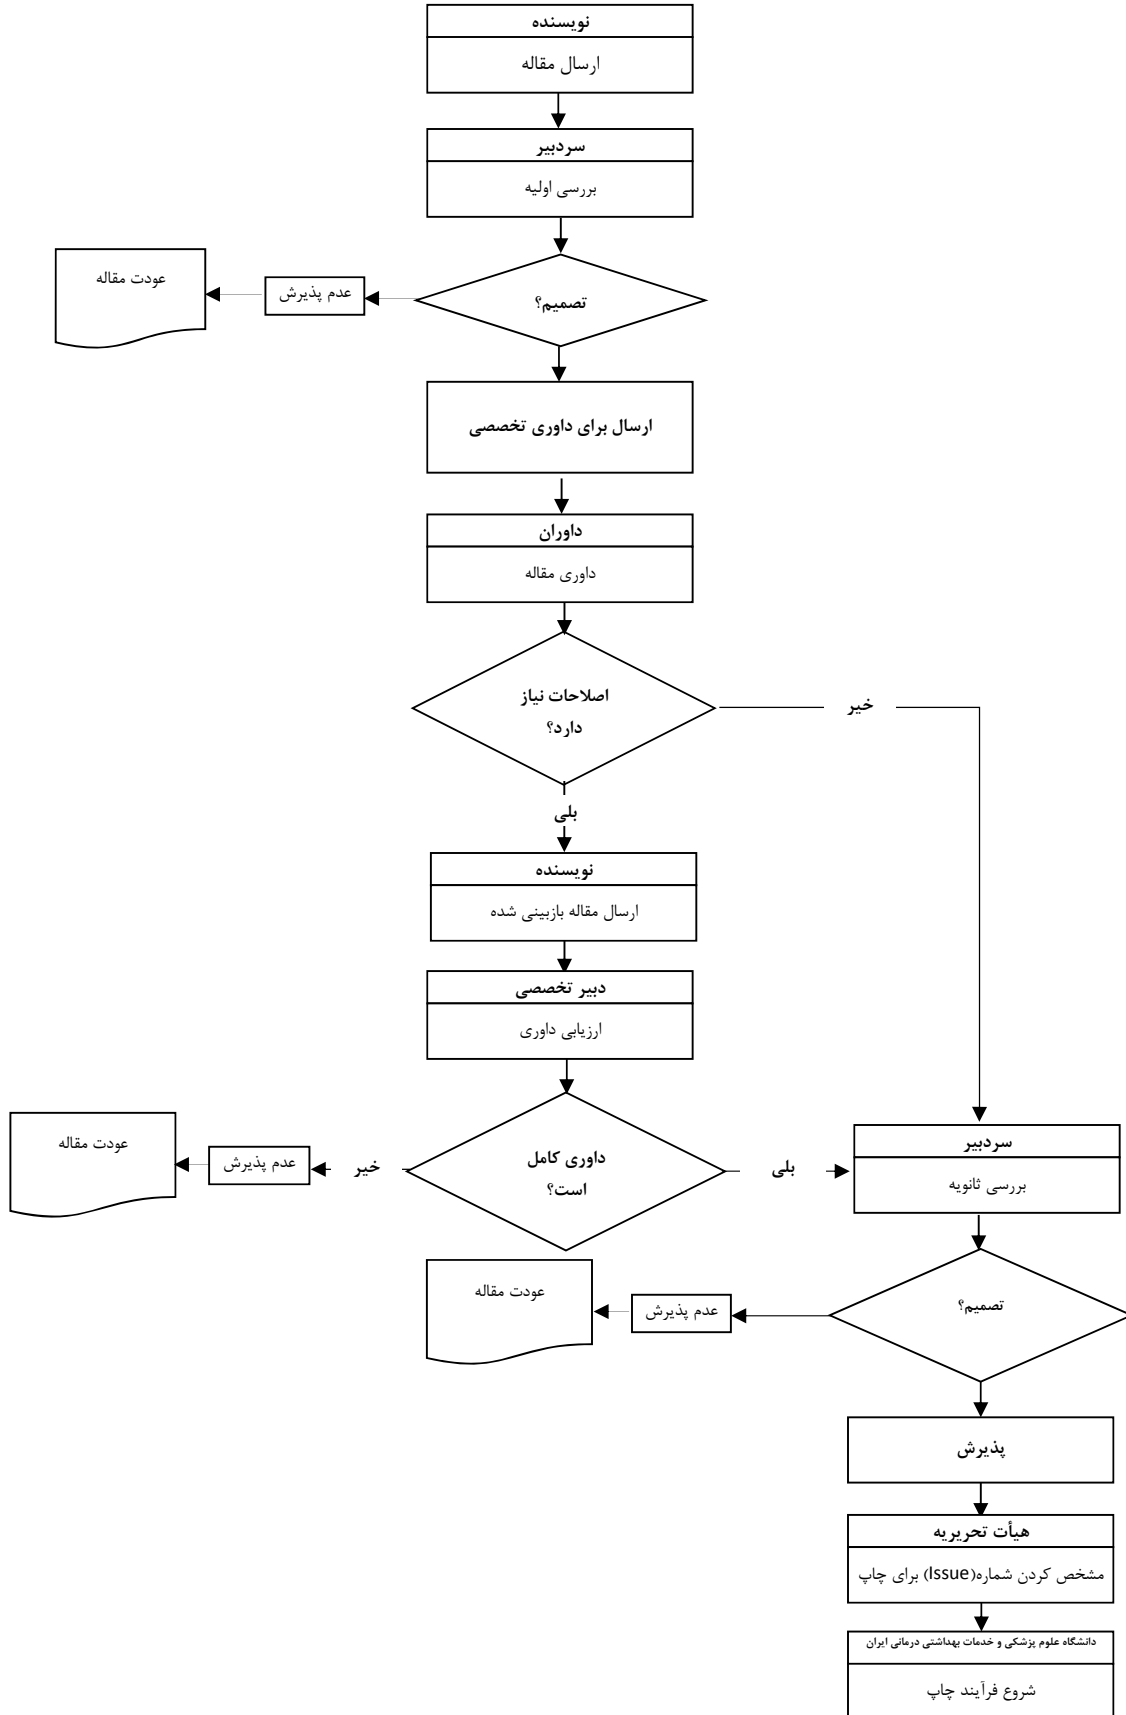 نویسنده
ارسال مقاله
سردبیر
بررسی اولیه
تصمیم؟
عدم پذیرش
عودت مقاله
ارسال برای داوری تخصصی
داوران
داوری مقاله
اصلاحات نیاز
دارد؟
خیر
بلی
نویسنده
ارسال مقاله بازبینی شده
دبیر تخصصی
ارزیابی داوری
داوری کامل
است؟
خیر
عدم پذیرش
عودت مقاله
بلی
سردبیر
بررسی ثانویه
تصمیم؟
عدم پذیرش
عودت مقاله
پذیرش
هیأت تحریریه
مشخص کردن شماره(Issue) برای چاپ
دانشگاه علوم پزشکی و خدمات بهداشتی درمانی ایران
شروع فرآیند چاپ